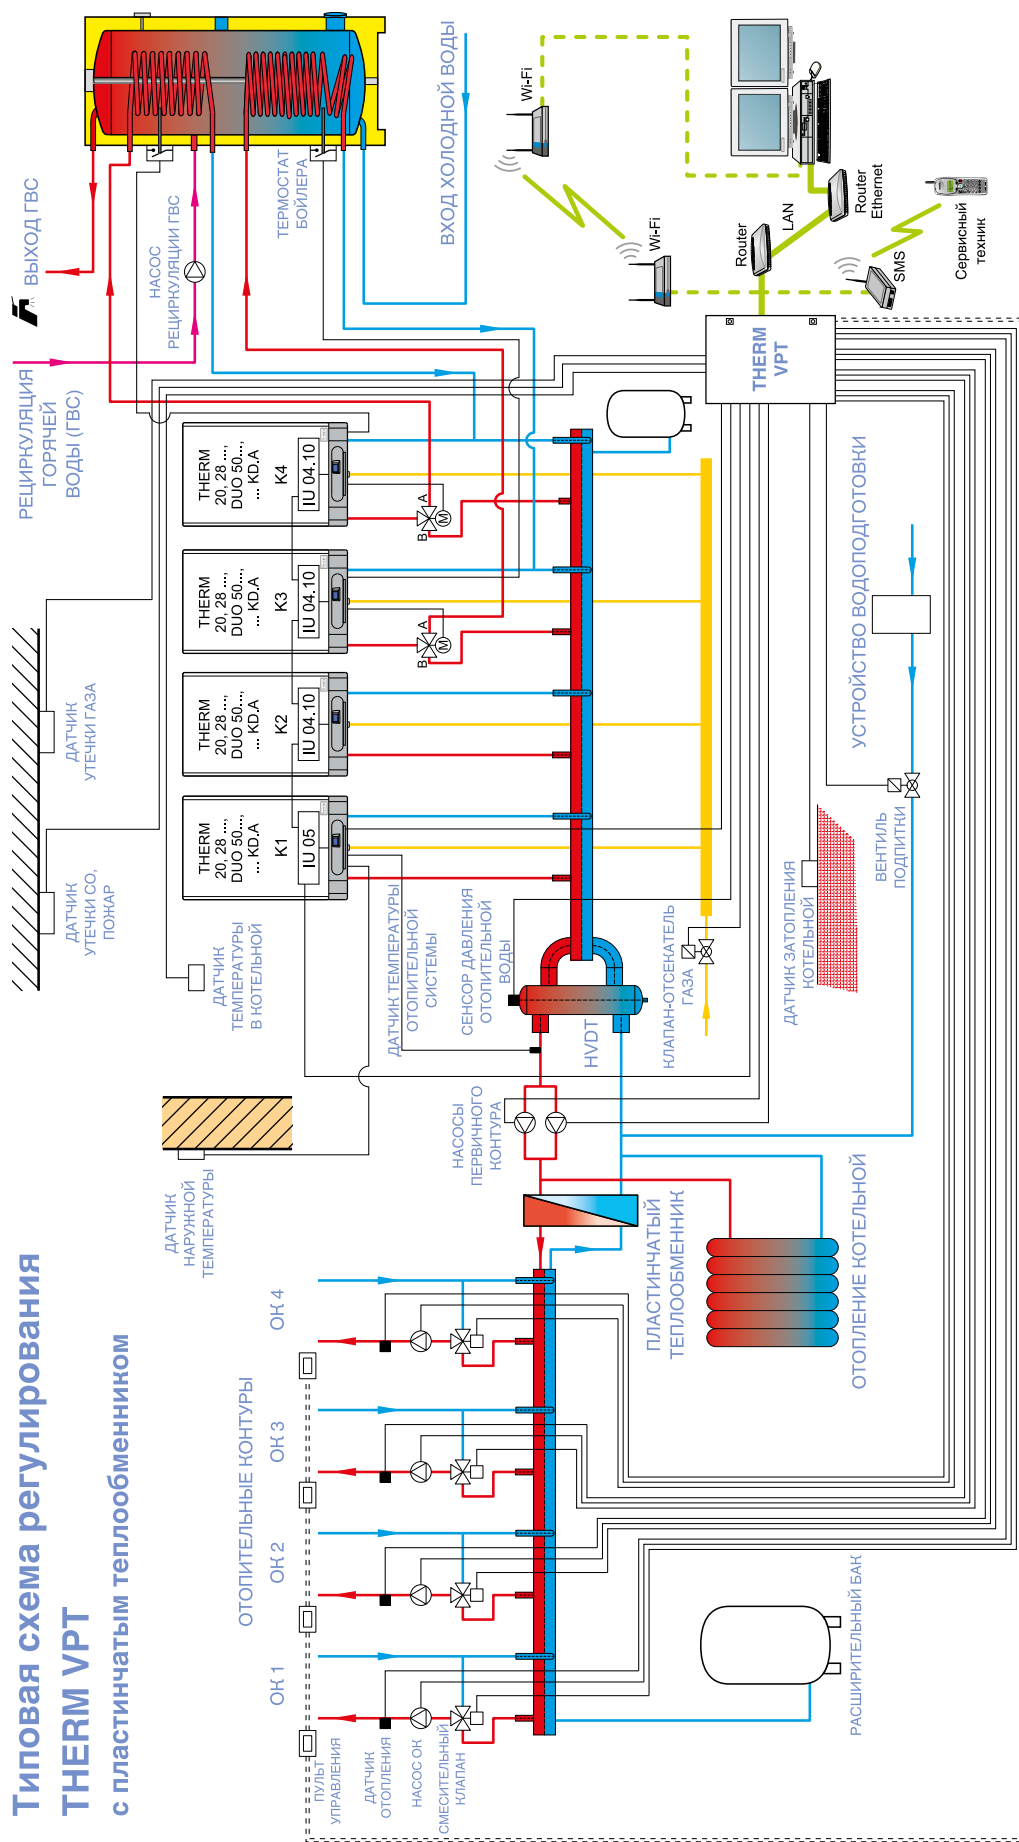 Типовая схема регулирования
THERM VPT
с пластинчатым теплообменником
ОТОПИТЕЛЬНЫЕ КОНТУРЫ
ОК 1
ОК 2
ОК 3
ОК 4
ПУЛЬТ
УПРАВЛЕНИЯ
ДАТЧИК
ОТОПЛЕНИЯ
НАСОС ОК
СМЕСИТЕЛЬНЫЙ
КЛАПАН
РАСШИРИТЕЛЬНЫЙ БАК
ДАТЧИК
НАРУЖНОЙ
ТЕМПЕРАТУРЫ
НАСОСЫ
ПЕРВИЧНОГО
КОНТУРА
ПЛАСТИНЧАТЫЙ
ТЕПЛООБМЕННИК
ОТОПЛЕНИЕ КОТЕЛЬНОЙ
ДАТЧИК
УТЕЧКИ СО,
ПОЖАР
ДАТЧИК
УТЕЧКИ ГАЗА
ДАТЧИК
ТЕМПЕРАТУРЫ
В КОТЕЛЬНОЙ
ДАТЧИК ТЕМПЕРАТУРЫ
ОТОПИТЕЛЬНОЙ
СИСТЕМЫ
СЕНСОР ДАВЛЕНИЯ
ОТОПИТЕЛЬНОЙ
ВОДЫ
HVDT
КЛАПАН-ОТСЕКАТЕЛЬ
ГАЗА
ДАТЧИК ЗАТОПЛЕНИЯ
КОТЕЛЬНОЙ
ВЕНТИЛЬ
ПОДПИТКИ
УСТРОЙСТВО ВОДОПОДГОТОВКИ
THERM
20, 28 ...,
DUO 50...,
... KD.A
K1
IU 05
THERM
20, 28 ...,
DUO 50...,
... KD.A
K2
IU 04.10
THERM
20, 28 ...,
DUO 50...,
... KD.A
K3
IU 04.10
THERM
20, 28 ...,
DUO 50...,
... KD.A
K4
IU 04.10
B
A
M
B
A
M
РЕЦИРКУЛЯЦИЯ
ГОРЯЧЕЙ
ВОДЫ (ГВС)
ВЫХОД ГВС
НАСОС
РЕЦИРКУЛЯЦИИ ГВС
ТЕРМОСТАТ
БОЙЛЕРА
ВХОД ХОЛОДНОЙ ВОДЫ
THERM
VPT
Wi-Fi
Wi-Fi
Router
LAN
Router
Ethernet
SMS
Сервисный
техник